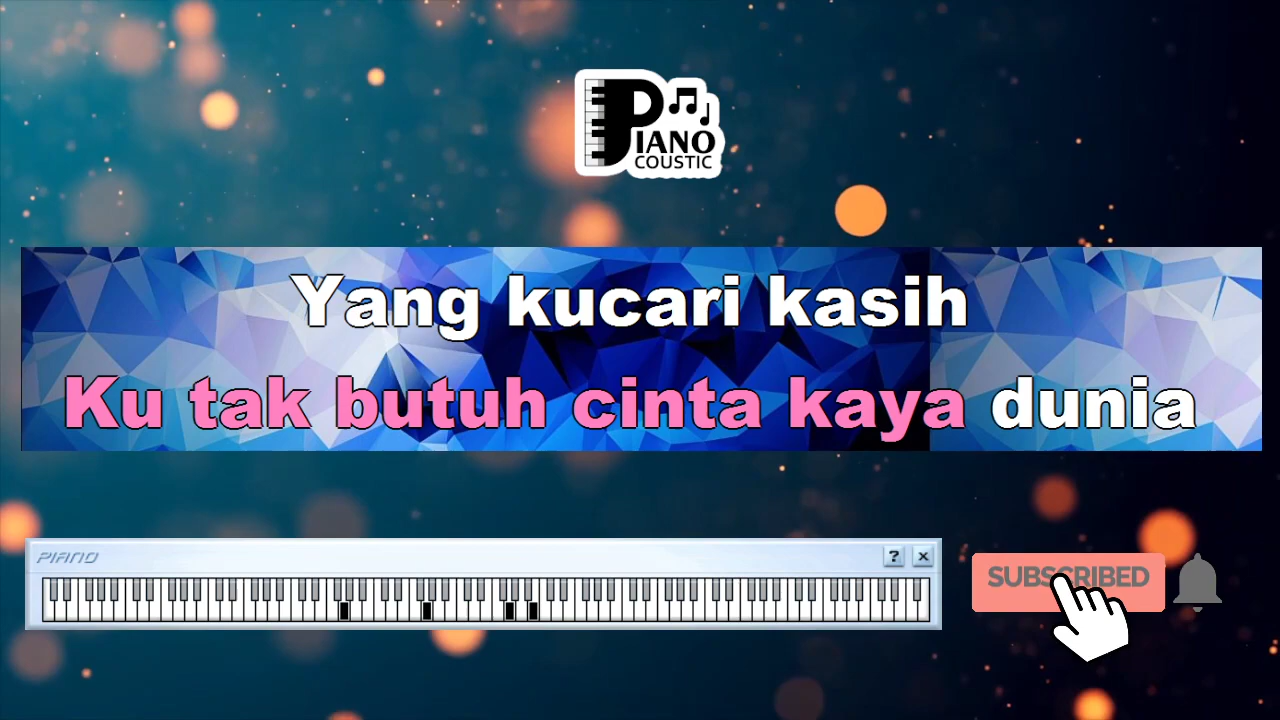 PIANO
COUSTIC
Yang kucari kasih
Ku tak butuh cinta kaya dunia
PIANO
? ×
SUBSCRIBED